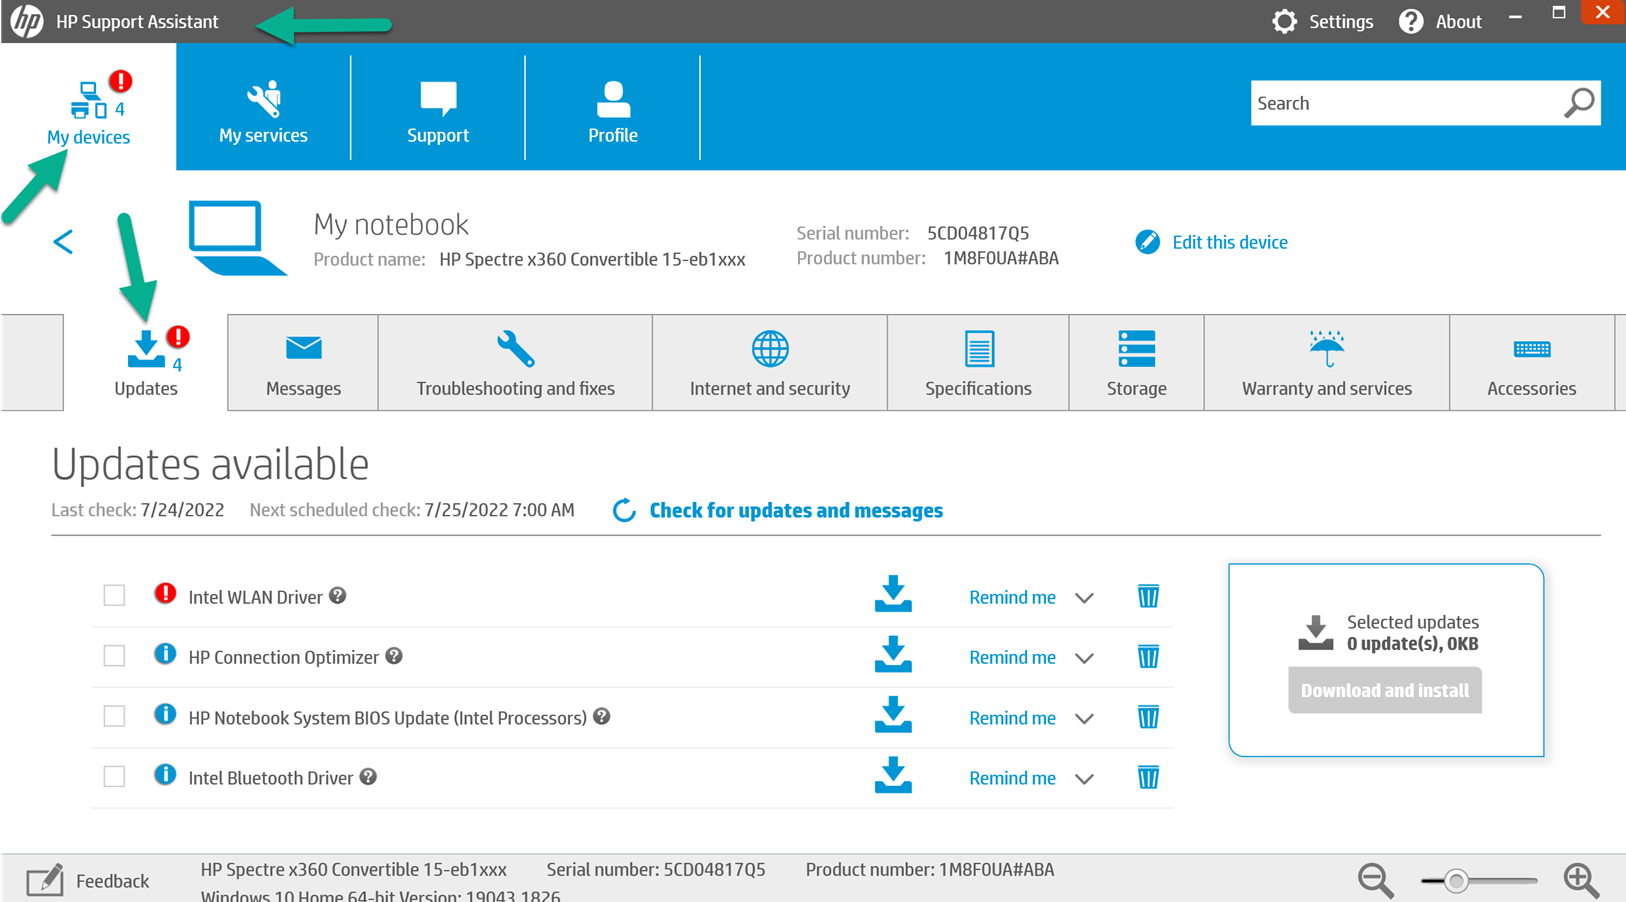 hp HP Support Assistant Settings About
! 4
My devices My services Support Profile Search
My notebook
Product name: HP Spectre x360 Convertible 15-eb1xxx
Serial number: 5CD04817Q5
Product number: 1M8F0UA#ABA
Edit this device
! 4
Updates Messages Troubleshooting and fixes Internet and security Specifications Storage Warranty and services Accessories
Updates available
Last check: 7/24/2022 Next scheduled check: 7/25/2022 7:00 AM Check for updates and messages
! Intel WLAN Driver ? Remind me
i HP Connection Optimizer ? Remind me
i HP Notebook System BIOS Update (Intel Processors) ? Remind me
i Intel Bluetooth Driver ? Remind me
Selected updates
0 update(s), 0KB
Download and install
Feedback
HP Spectre x360 Convertible 15-eb1xxx Serial number: 5CD04817Q5 Product number: 1M8F0UA#ABA
Windows 10 Home 64-bit Version: 19043.1826